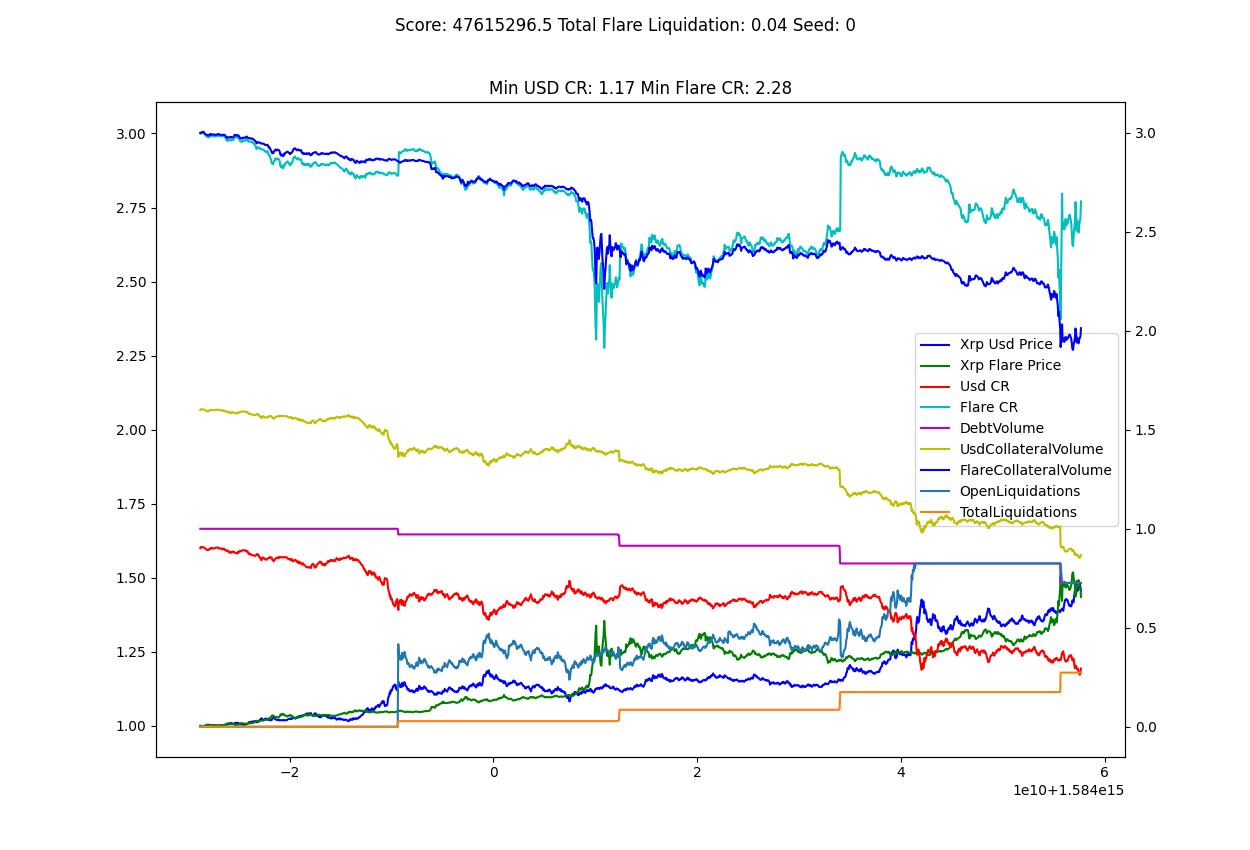 Score: 47615296.5 Total Flare Liquidation: 0.04 Seed: 0
Min USD CR: 1.17 Min Flare CR: 2.28
3.00
2.75
2.50
2.25
2.00
1.75
1.50
1.25
1.00
3.0
2.5
2.0
1.5
1.0
0.5
0.0
Xrp Usd Price
Xrp Flare Price
Usd CR
Flare CR
DebtVolume
UsdCollateralVolume
FlareCollateralVolume
OpenLiquidations
TotalLiquidations
−2 0 2 4 6
1e10+1.584e15